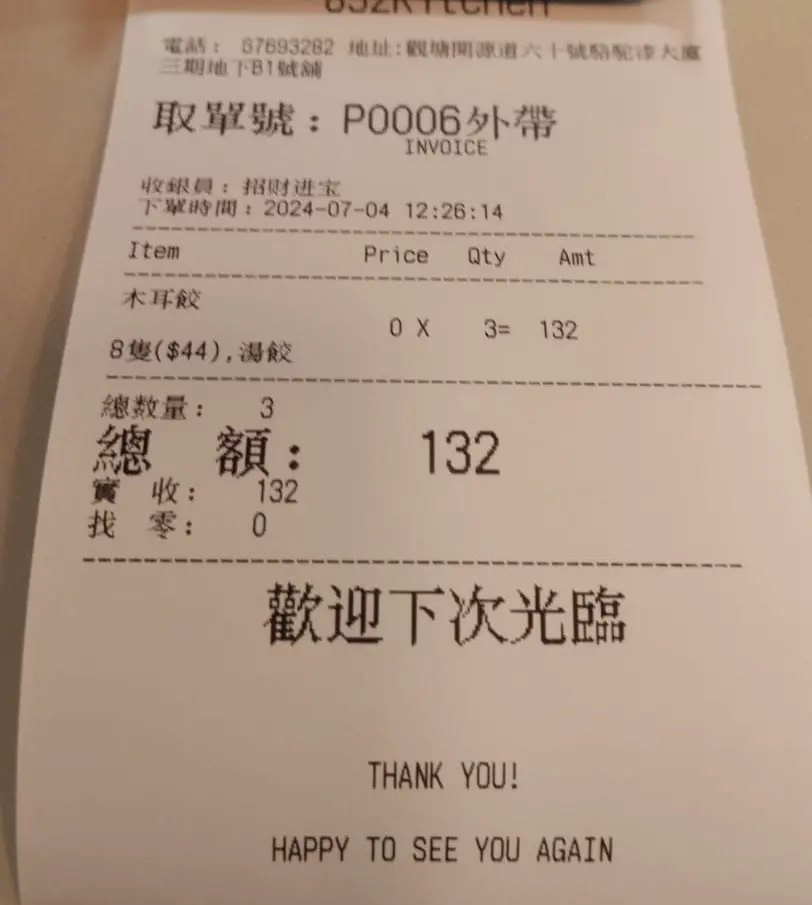 852Kitchen
電話： 67693282 地址:觀塘開源道六十號駱駝漆大廈
三期地下B1號舖
取單號：P0006外帶
INVOICE
收銀員：招财进宝
下單時間：2024-07-04 12:26:14
Item Price Qty Amt
木耳餃
0 X 3= 132
8隻($44),湯餃
總数量： 3
總 額： 132
實 收： 132
找 零： 0
歡迎下次光臨
THANK YOU!
HAPPY TO SEE YOU AGAIN